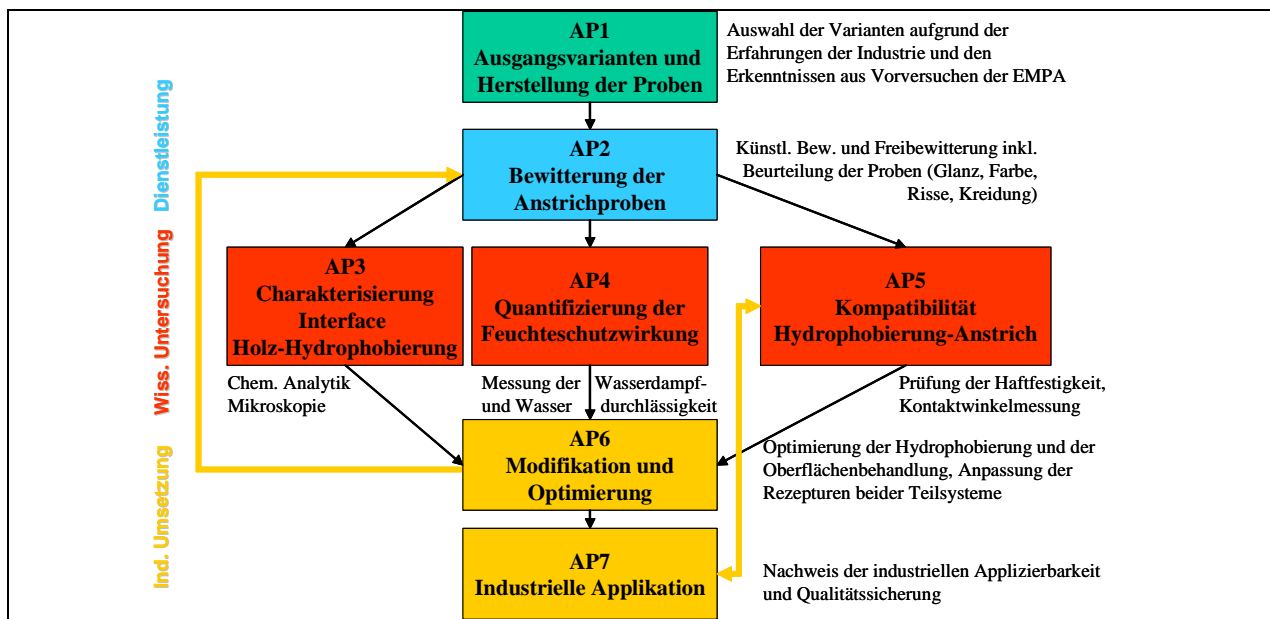 AP1
Ausgangsvarianten und
Herstellung der Proben
Auswahl der Varianten aufgrund der
Erfahrungen der Industrie und den
Erkenntnissen aus Vorversuchen der EMPA
Dienstleistung
AP2
Bewitterung der
Anstrichproben
Künstl. Bew. und Freibewitterung inkl.
Beurteilung der Proben (Glanz, Farbe,
Risse, Kreidung)
Wiss. Untersuchung
AP3
Charakterisierung
Interface
Holz-Hydrophobierung
AP4
Quantifizierung der
Feuchteschutzwirkung
AP5
Kompatibilität
Hydrophobierung-Anstrich
Chem. Analytik
Mikroskopie
Messung der Wasserdampf-
und Wasser durchlässigkeit
Prüfung der Haftfestigkeit,
Kontaktwinkelmessung
Ind. Umsetzung
AP6
Modifikation und
Optimierung
Optimierung der Hydrophobierung und der
Oberflächenbehandlung, Anpassung der
Rezepturen beider Teilsysteme
AP7
Industrielle Applikation
Nachweis der industriellen Applizierbarkeit
und Qualitätssicherung